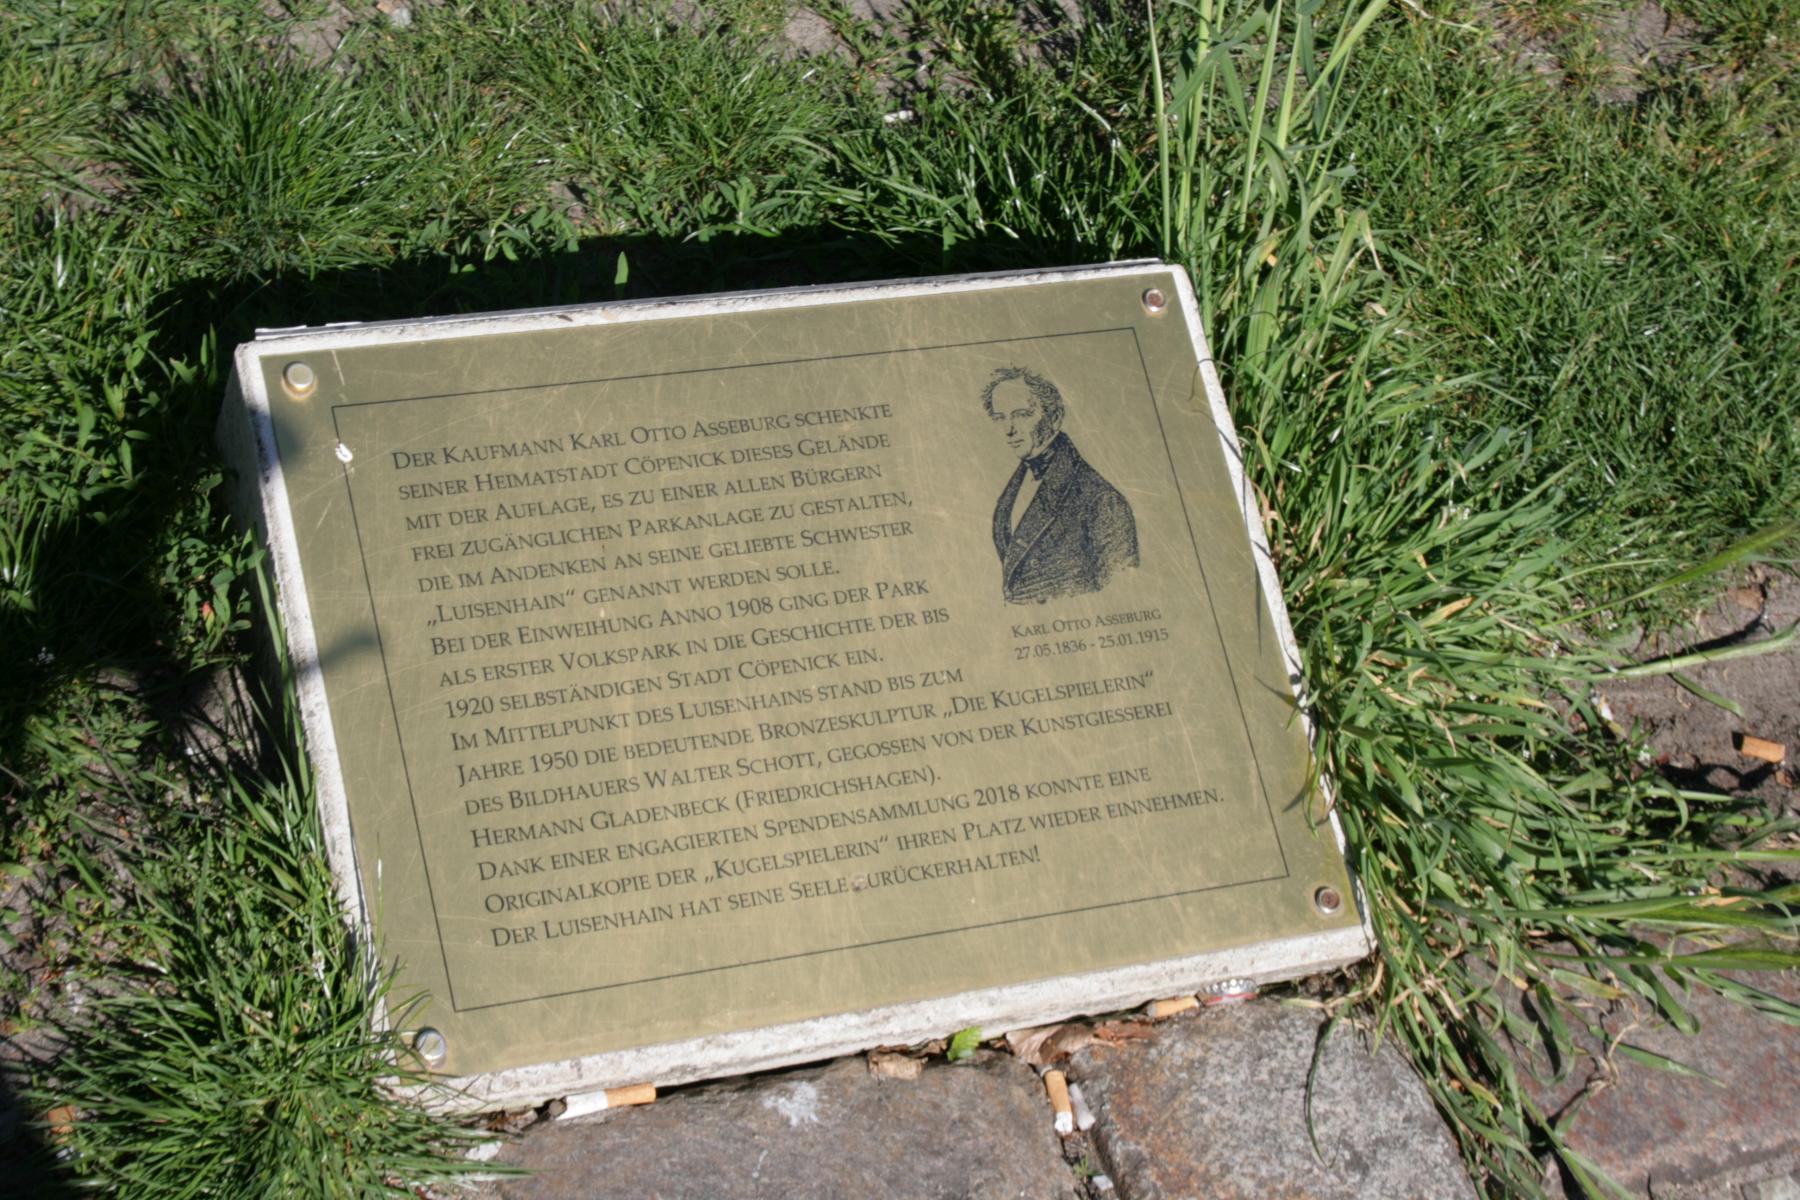 DER KAUFMANN KARL OTTO ASSEBURG SCHENKTE
SEINER HEIMATSTADT CÖPENICK DIESES GELÄNDE
MIT DER AUFLAGE, ES ZU EINER ALLEN BÜRGERN
FREI ZUGÄNGLICHEN PARKANLAGE ZU GESTALTEN,
DIE IM ANDENKEN AN SEINE GELIEBTE SCHWESTER
„LUISENHAIN“ GENANNT WERDEN SOLLE.
BEI DER EINWEIHUNG ANNO 1908 GING DER PARK
ALS ERSTER VOLKSPARK IN DIE GESCHICHTE DER BIS
1920 SELBSTÄNDIGEN STADT CÖPENICK EIN.
IM MITTELPUNKT DES LUISENHAINS STAND BIS ZUM
JAHRE 1950 DIE BEDEUTENDE BRONZESKULPTUR „DIE KUGELSPIELERIN“
DES BILDHAUERS WALTER SCHOTT, GEGOSSEN VON DER KUNSTGIESSEREI
HERMANN GLADENBECK (FRIEDRICHSHAGEN).
DANK EINER ENGAGIERTEN SPENDENSAMMLUNG 2018 KONNTE EINE
ORIGINALKOPIE DER „KUGELSPIELERIN“ IHREN PLATZ WIEDER EINNEHMEN.
DER LUISENHAIN HAT SEINE SEELE ZURÜCKERHALTEN!
KARL OTTO ASSEBURG
27.05.1836 - 25.01.1915